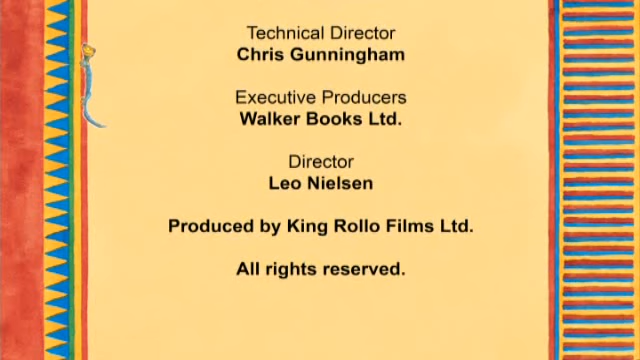 Technical Director
Chris Gunningham
Executive Producers
Walker Books Ltd.
Director
Leo Nielsen
Produced by King Rollo Films Ltd.
All rights reserved.